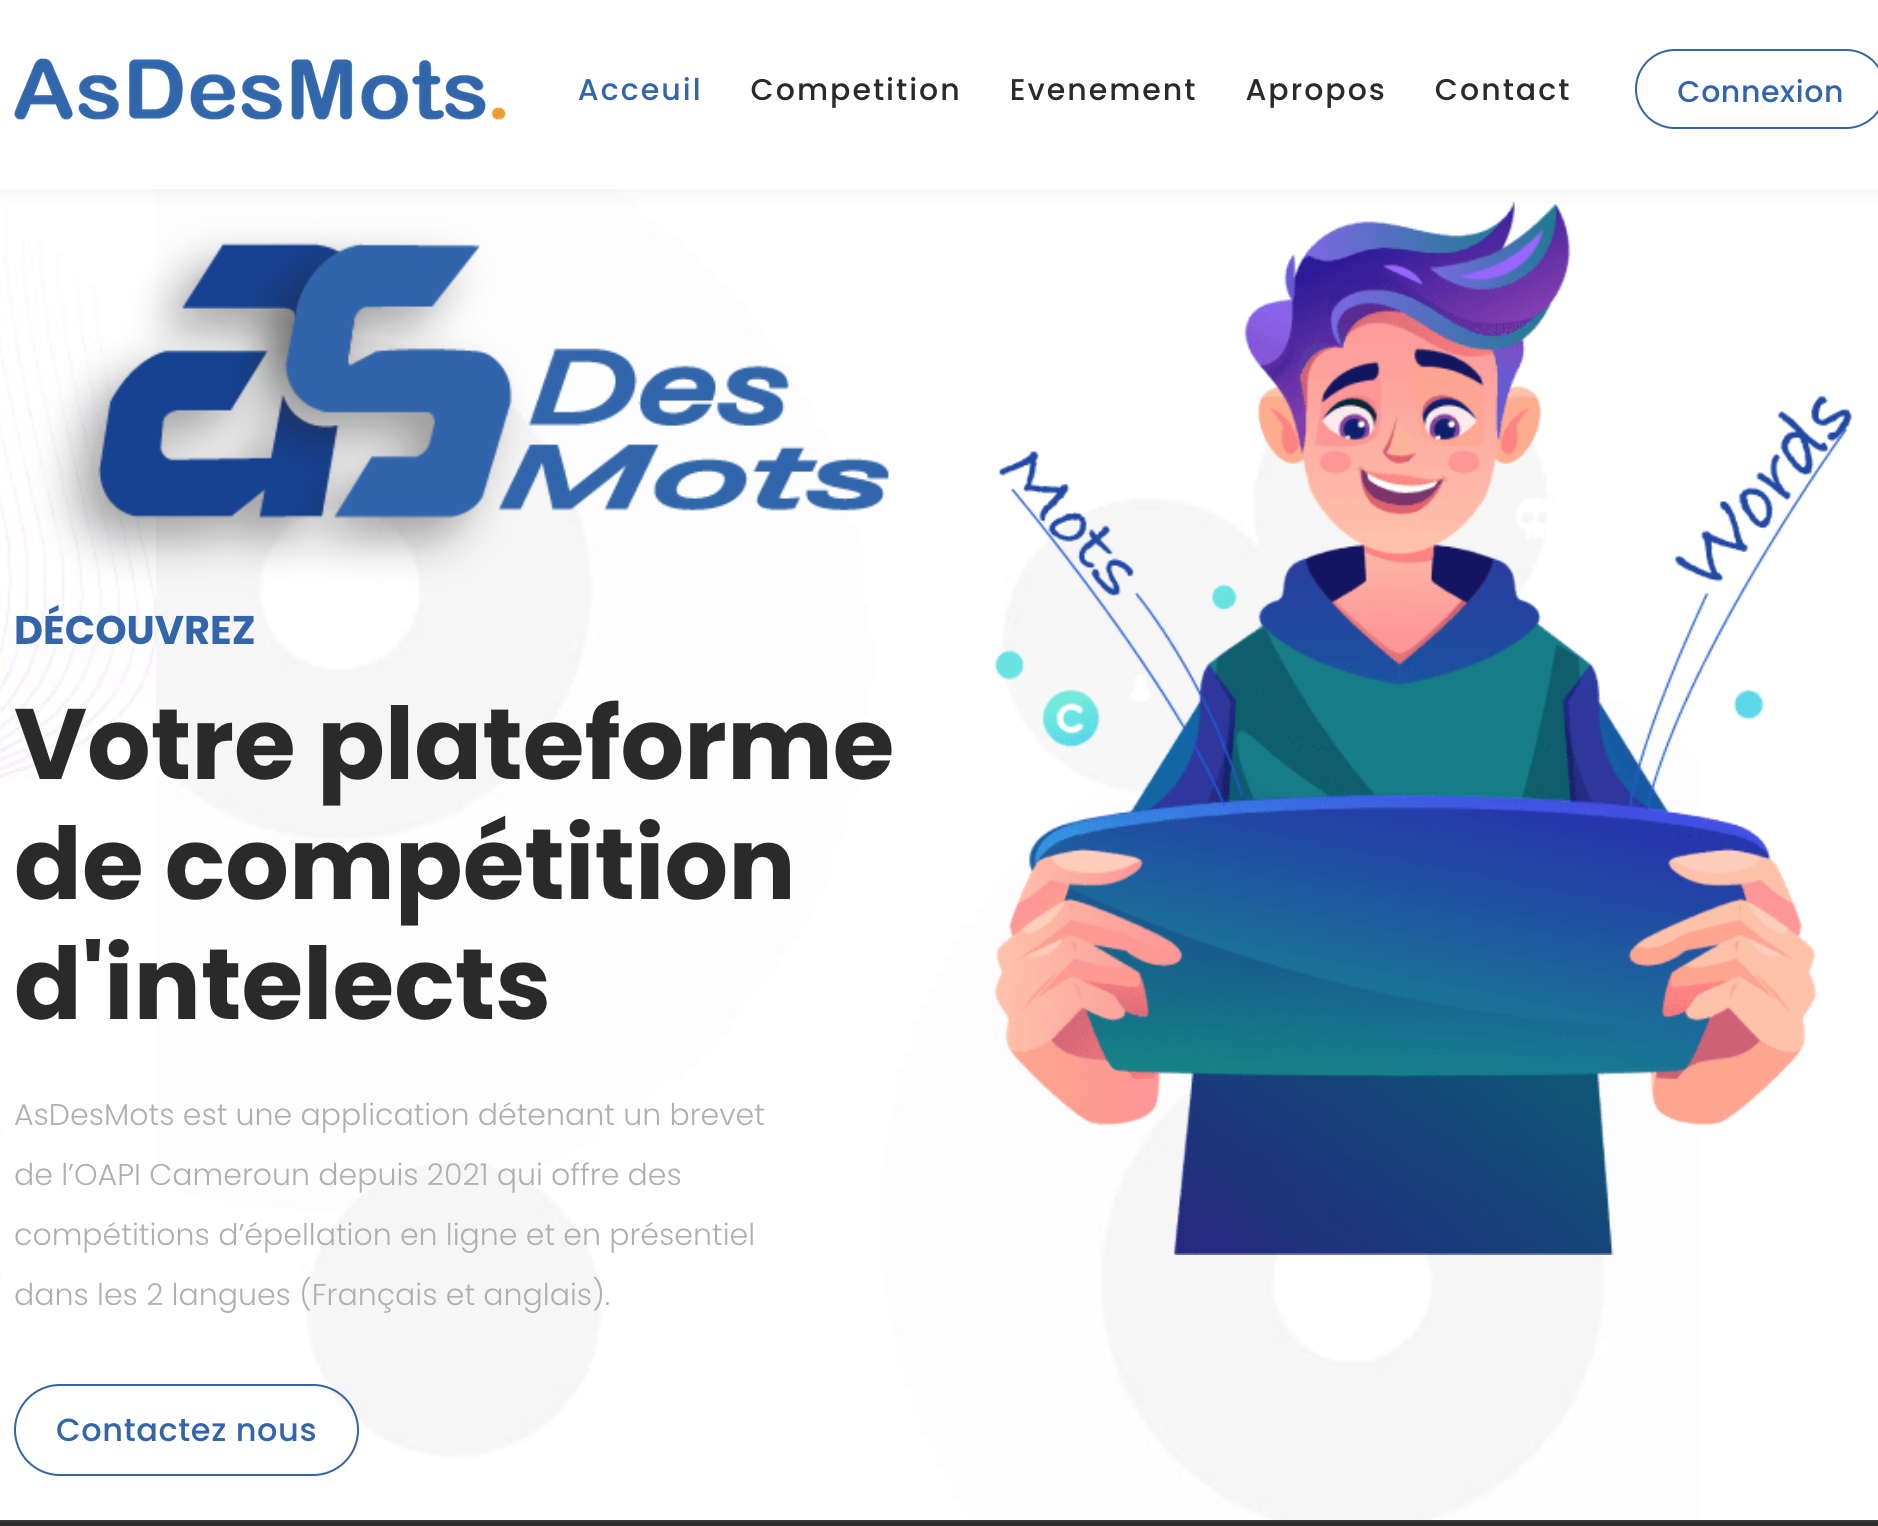 AsDesMots.
Acceuil
Competition
Evenement
Apropos
Contact
Connexion
as Des
Mots
Mots
Words
C
DÉCOUVREZ
Votre plateforme
de compétition
d'intelects
AsDesMots est une application détenant un brevet
de l’OAPI Cameroun depuis 2021 qui offre des
compétitions d’épellation en ligne et en présentiel
dans les 2 langues (Français et anglais).
Contactez nous